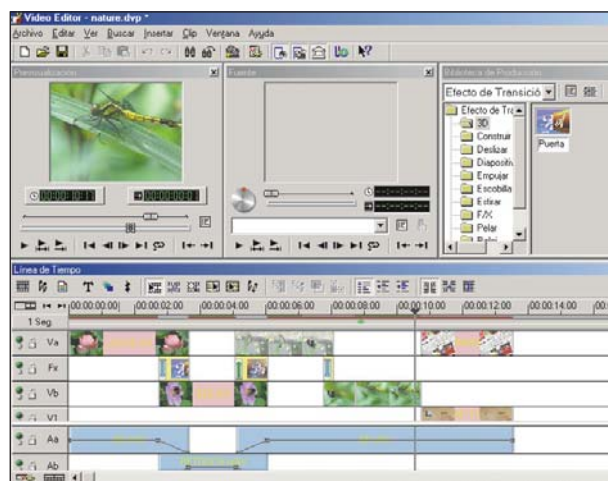 Video Editor - nature.dvp *
Archivo Editar Ver Buscar Insertar Clip Ventana Ayuda
Previsualización
Fuente
Biblioteca de Producción
Efecto de Transició
Efecto de Tra
3D
Construir
Deslizar
Diapositiv
Empujar
Escobilla
Estirar
F/X
Pelar
Puerta
Línea de Tiempo
00:00:00:00 00:00:02:00 00:00:04:00 00:00:06:00 00:00:08:00 00:00:10:00 00:00:12:00 00:00:14:00
1 Seg.
Va
Fx
Vb
V1
Aa
Ab